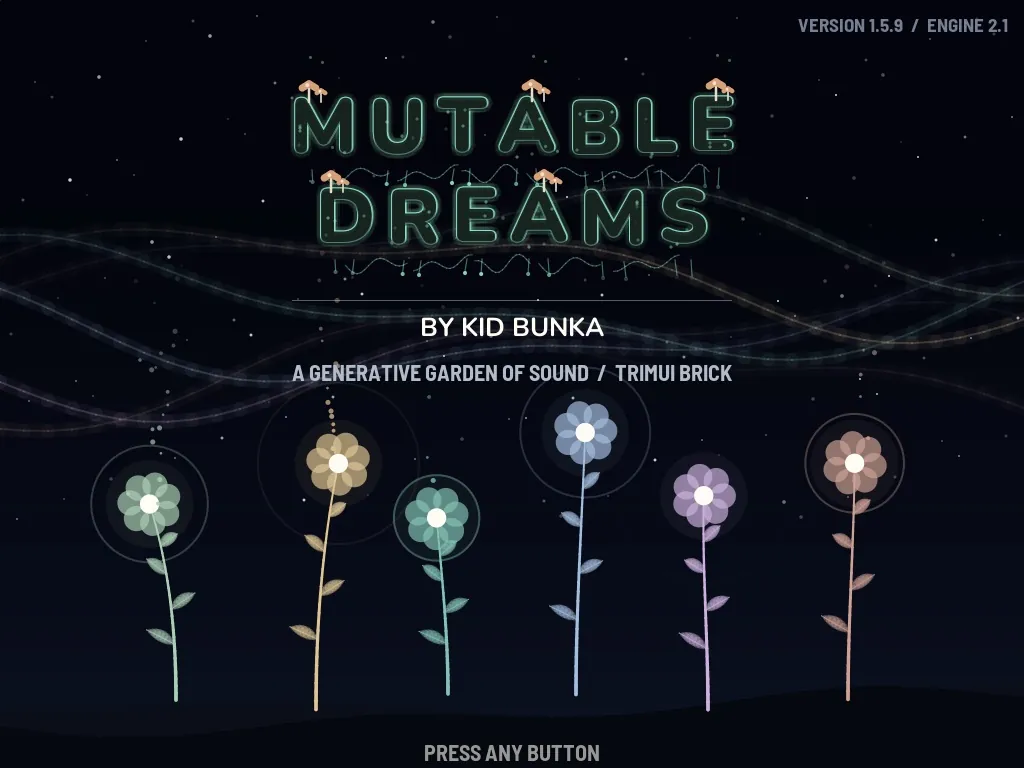 VERSION 1.5.9 / ENGINE 2.1
MUTABLE
DREAMS
BY KID BUNKA
A GENERATIVE GARDEN OF SOUND / TRIMUI BRICK
PRESS ANY BUTTON